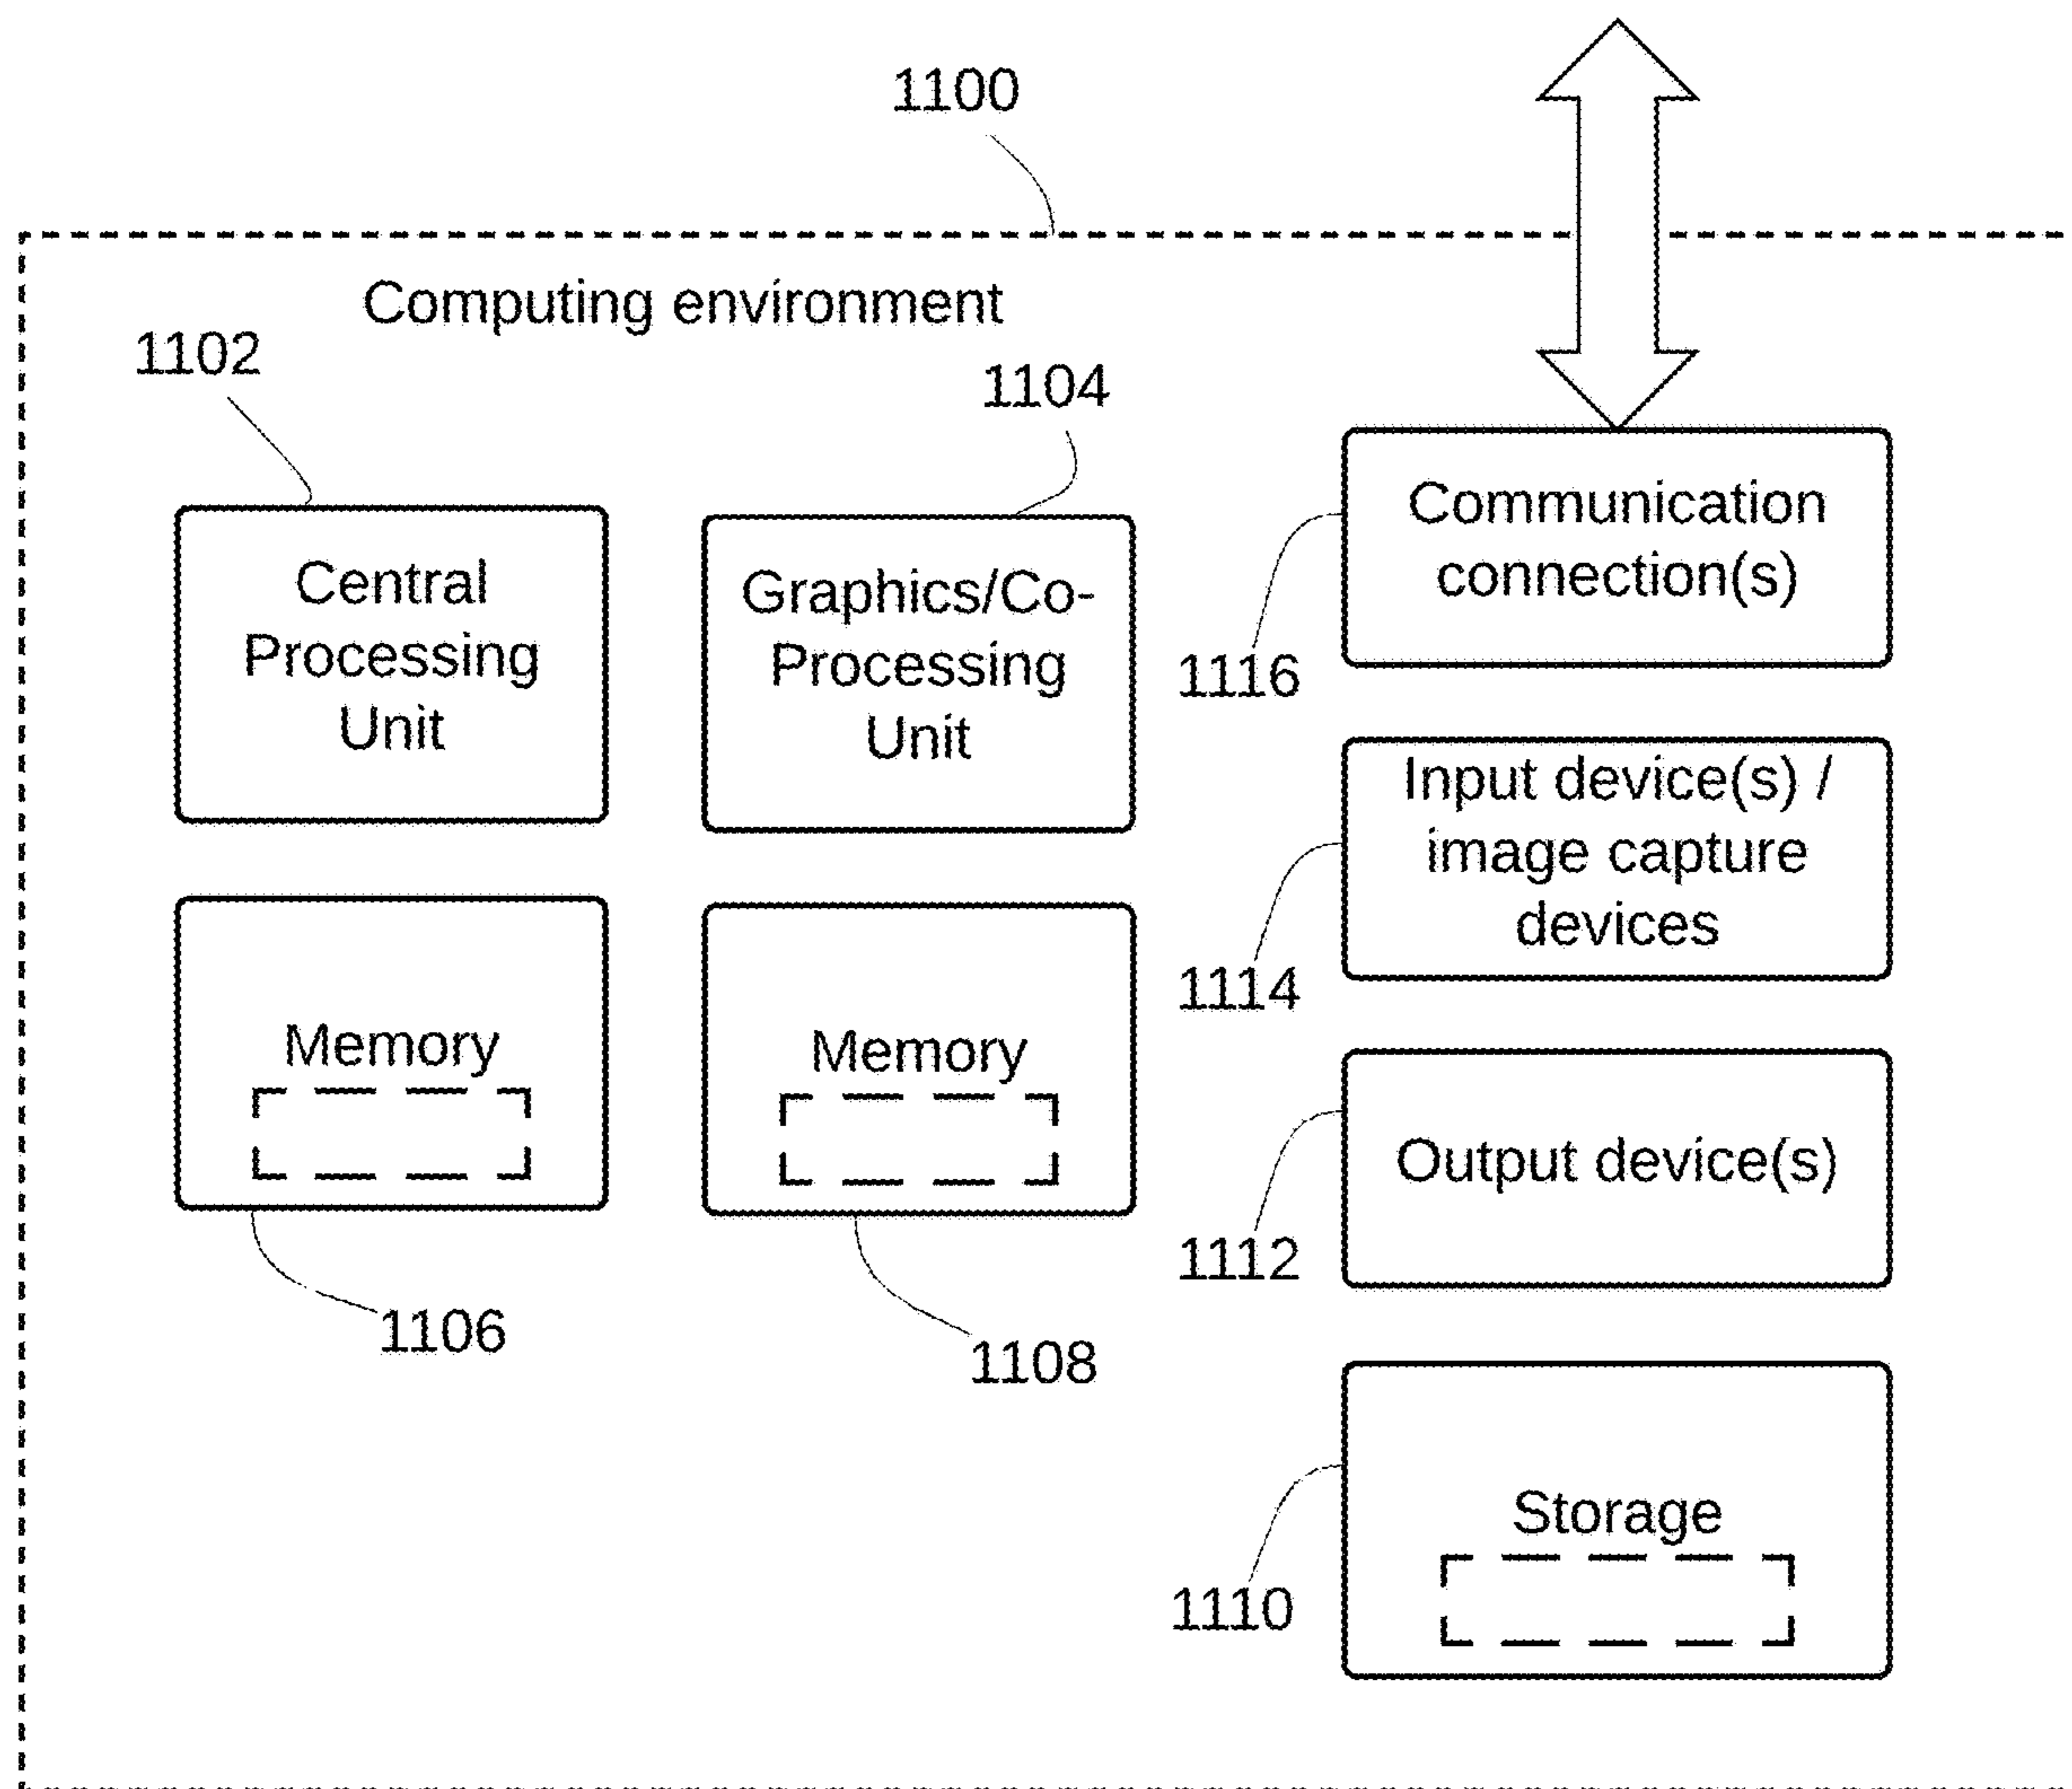 1100
Computing environment
1102
1104
Central
Processing
Unit
Graphics/Co-
Processing
Unit
Communication
connection(s)
1116
Input device(s) /
image capture
devices
1114
Memory
Memory
Output device(s)
1112
1106
1108
Storage
1110